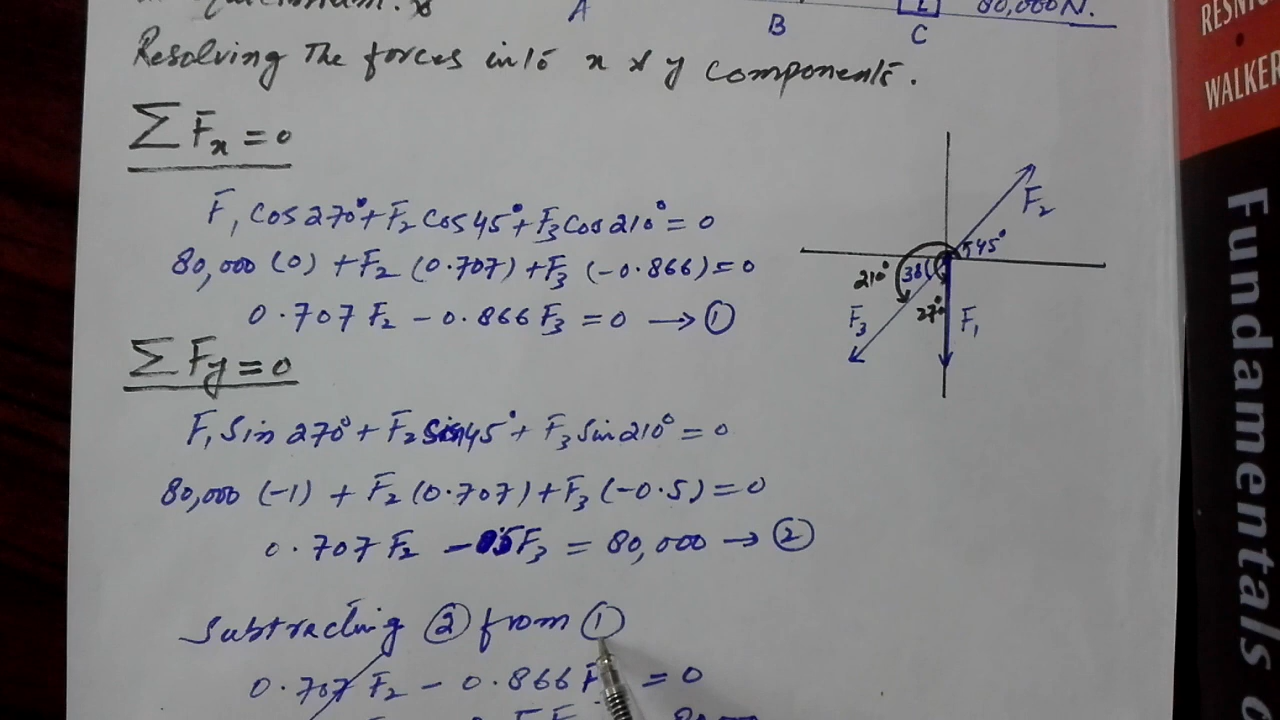 A B C 80,000N.
Resolving The forces into x & y components.
ΣFx = 0
F₁ Cos 270° + F₂ Cos 45° + F₃ Cos 210° = 0
80,000 (0) + F₂ (0.707) + F₃ (-0.866) = 0
0.707 F₂ - 0.866 F₃ = 0 → ①
ΣFy = 0
F₁ Sin 270° + F₂ Sin 45° + F₃ Sin 210° = 0
80,000 (-1) + F₂ (0.707) + F₃ (-0.5) = 0
0.707 F₂ - 0.5 F₃ = 80,000 → ②
Subtracting ② from ①
0.707 F₂ - 0.866 F = 0
F₂
45°
210°
F₃
F₁
RESNIC
WALKER
Fundamentals o